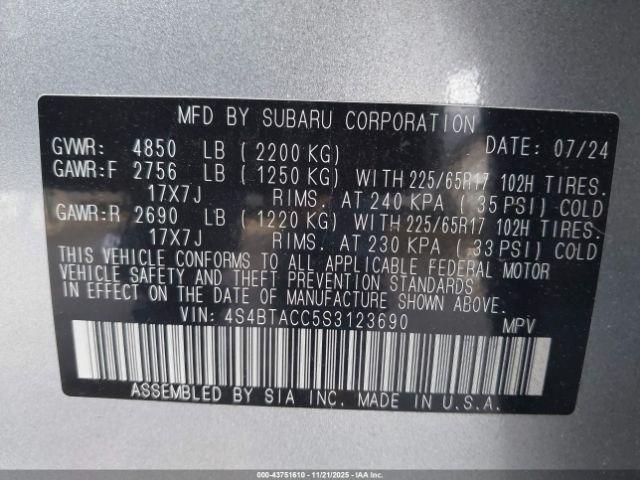 MFD BY SUBARU CORPORATION
GVWR: 4850 LB ( 2200 KG) DATE: 07/24
GAWR:F 2756 LB ( 1250 KG) WITH 225/65R17 102H TIRES.
17X7J RIMS. AT 240 KPA ( 35 PSI) COLD
GAWR:R 2690 LB ( 1220 KG) WITH 225/65R17 102H TIRES.
17X7J RIMS. AT 230 KPA ( 33 PSI) COLD
THIS VEHICLE CONFORMS TO ALL APPLICABLE FEDERAL MOTOR
VEHICLE SAFETY AND THEFT PREVENTION STANDARDS
IN EFFECT ON THE DATE OF MANUFACTURE SHOWN ABOVE.
VIN: 4S4BTACC5S3123690 MPV
ASSEMBLED BY SIA INC. MADE IN U.S.A.
000-43751610 - 11/21/2025 - IAAI.COM